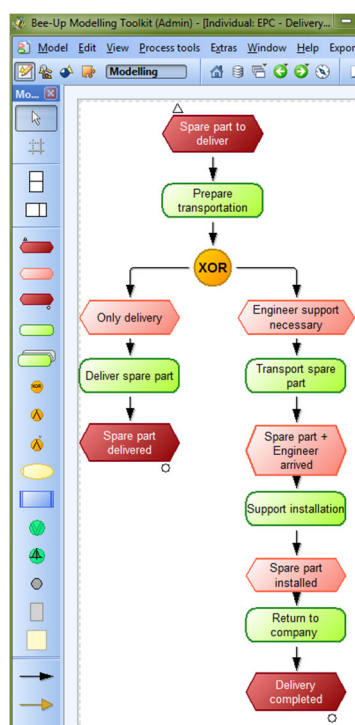 Bee-Up Modelling Toolkit (Admin) - [Individual: EPC - Delivery...
Model Edit View Process tools Extras Window Help Expor
Modelling
Mo...
Spare part to
deliver
Prepare
transportation
XOR
Only delivery
Engineer support
necessary
Deliver spare part
Transport spare
part
Spare part
delivered
Spare part +
Engineer
arrived
Support installation
Spare part
installed
Return to
company
Delivery
completed
XOR